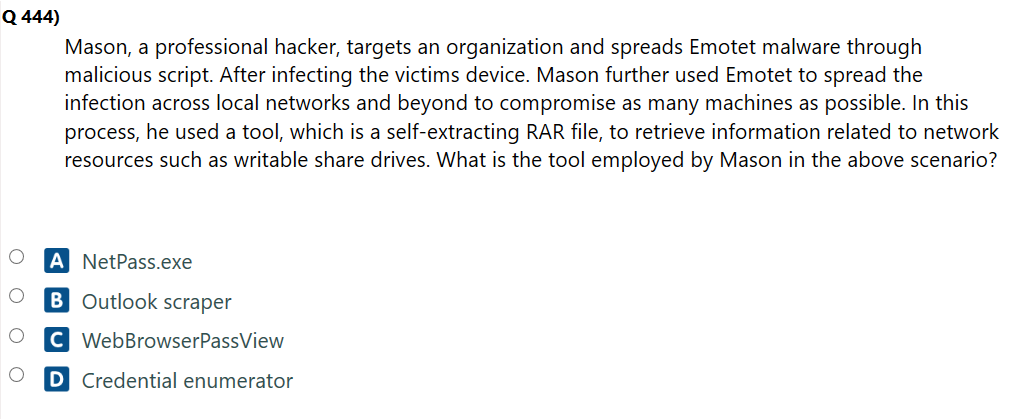 Q 444)
Mason, a professional hacker, targets an organization and spreads Emotet malware through
malicious script. After infecting the victims device. Mason further used Emotet to spread the
infection across local networks and beyond to compromise as many machines as possible. In this
process, he used a tool, which is a self-extracting RAR file, to retrieve information related to network
resources such as writable share drives. What is the tool employed by Mason in the above scenario?
A NetPass.exe
B Outlook scraper
C WebBrowserPassView
D Credential enumerator